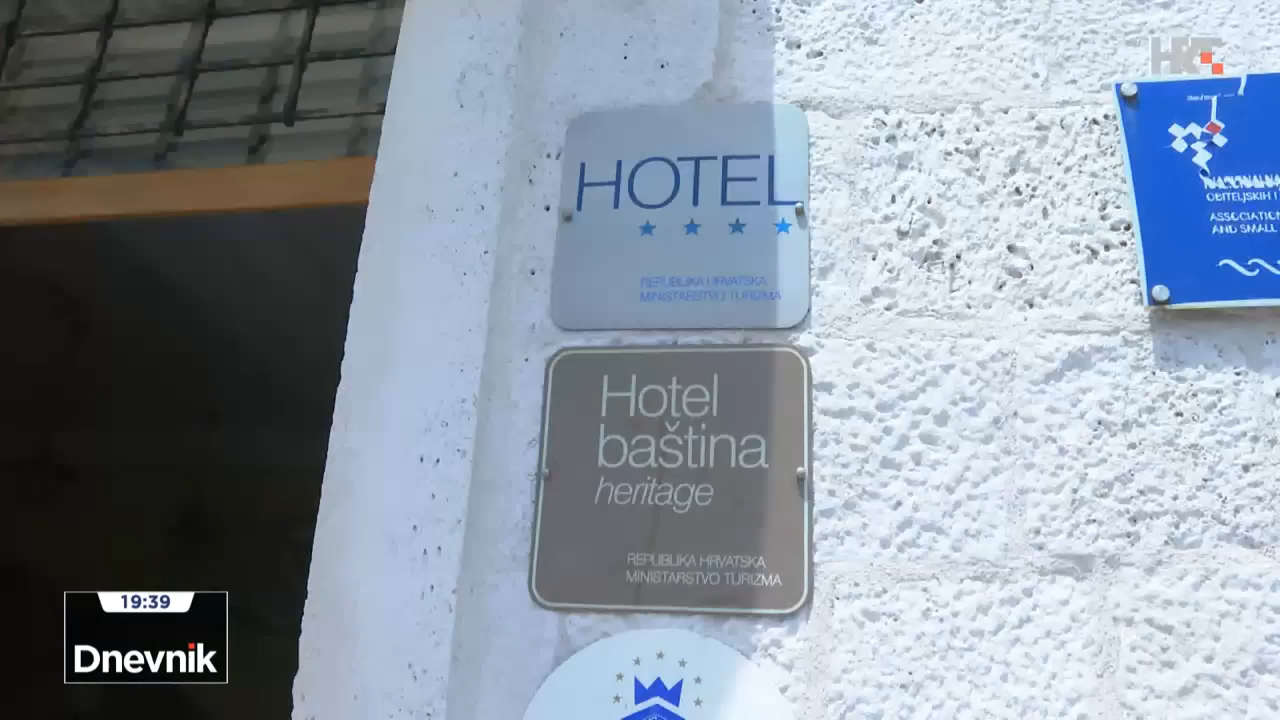 HRT
HOTEL
REPUBLIKA HRVATSKA
MINISTARSTVO TURIZMA
OBITELJSKIH I
ASSOCIATION
AND SMALL
Hotel
baština
heritage
REPUBLIKA HRVATSKA
MINISTARSTVO TURIZMA
19:39
Dnevnik